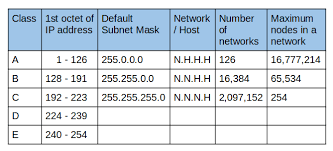 Class 1st octet of IP address Default Subnet Mask Network / Host Number of networks Maximum nodes in a network
A 1 - 126 255.0.0.0 N.H.H.H 126 16,777,214
B 128 - 191 255.255.0.0 N.N.H.H 16,384 65,534
C 192 - 223 255.255.255.0 N.N.N.H 2,097,152 254
D 224 - 239
E 240 - 254